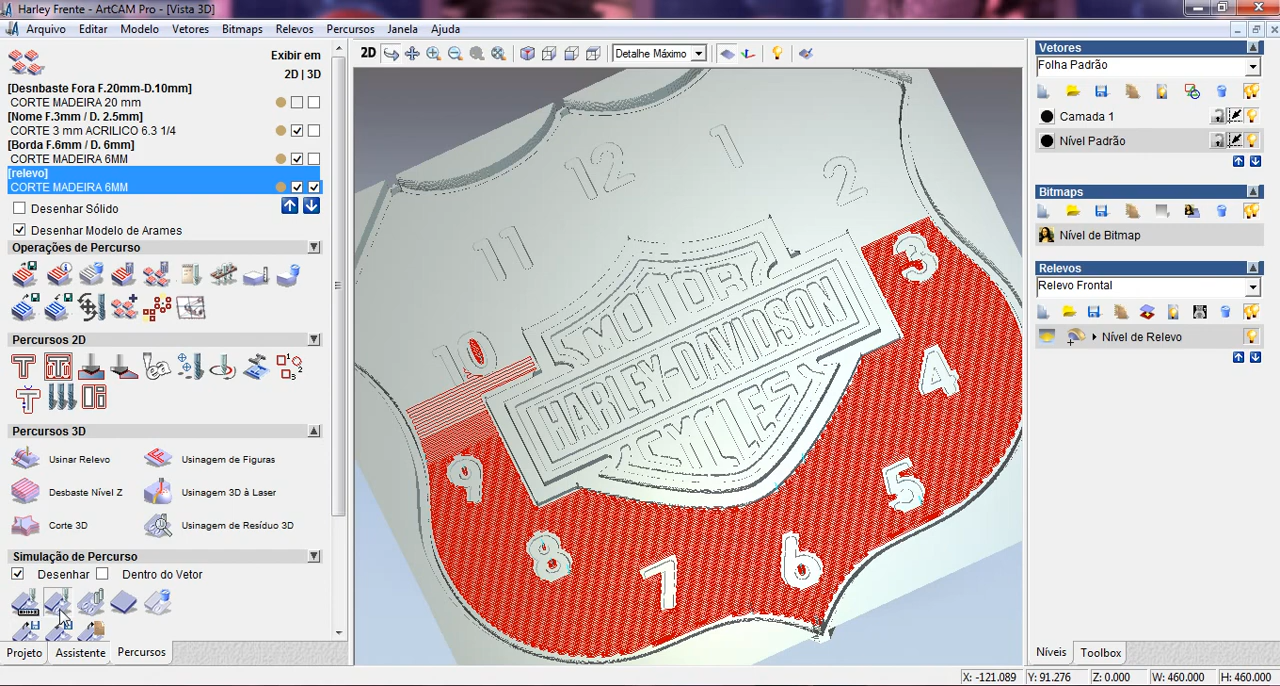 Harley Frente - ArtCAM Pro - [Vista 3D]
Arquivo Editar Modelo Vetores Bitmaps Relevos Percursos Janela Ajuda
Exibir em
2D | 3D
[Desnbaste Fora F.20mm-D.10mm]
CORTE MADEIRA 20 mm
[Nome F.3mm / D. 2.5mm]
CORTE 3 mm ACRILICO 6.3 1/4
[Borda F.6mm / D. 6mm]
CORTE MADEIRA 6MM
[relevo]
CORTE MADEIRA 6MM
Desenhar Sólido
Desenhar Modelo de Arames
Operações de Percurso
Percursos 2D
Percursos 3D
Usinar Relevo Usinagem de Figuras
Desbaste Nível Z Usinagem 3D à Laser
Corte 3D Usinagem de Resíduo 3D
Simulação de Percurso
Desenhar Dentro do Vetor
Projeto Assistente Percursos
2D Detalhe Máximo
12 1 2
11 3
10 4
9 5
8 7 6
MOTOR
HARLEY-DAVIDSON
CYCLES
Vetores
Folha Padrão
Camada 1
Nível Padrão
Bitmaps
Nível de Bitmap
Relevos
Relevo Frontal
Nível de Relevo
Níveis Toolbox
X: -121.089 Y: 91.276 Z: 0.000 W: 460.000 H: 460.000